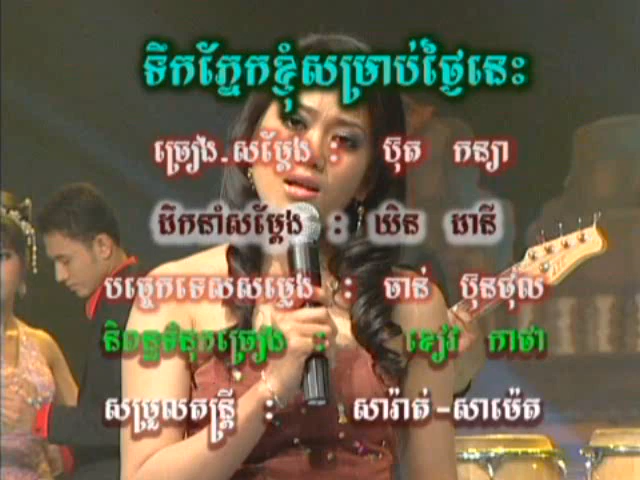 ទឹកភ្នែកខ្ញុំសម្រាប់ថ្ងៃនេះ
ច្រៀង.សម្ដែង : ប៊ុត កន្យា
ដឹកនាំសម្ដែង : ឃិន ដានី
បច្ចេកទេសសម្លេង : ចាន់ ប៊ុនថុល
និពន្ធទំនុកច្រៀង : ខៀវ កាថា
សម្រួលតន្ត្រី : សារ៉ាត់-សាម៉េត